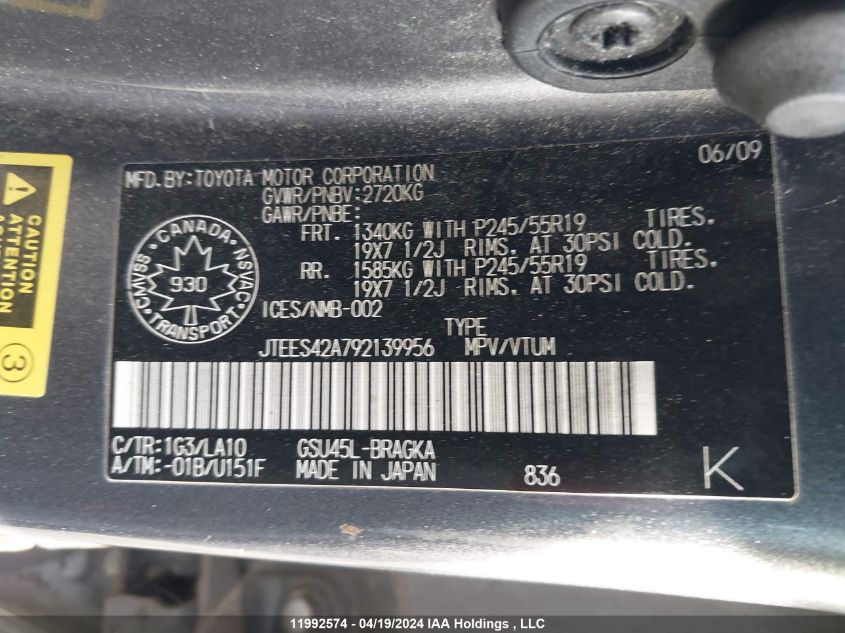 06/09
MFD. BY: TOYOTA MOTOR CORPORATION
GVWR/PNBV: 2720KG
GAWR/PNBE:
FRT. 1340KG WITH P245/55R19 TIRES.
19X7 1/2J RIMS. AT 30PSI COLD.
RR. 1585KG WITH P245/55R19 TIRES.
19X7 1/2J RIMS. AT 30PSI COLD.
ICES/NMB-002
CANADA
CMVSS 930 NSVAC
TRANSPORT
TYPE
JTEES42A792139956 MPV/VTUM
C/TR: 1G3/LA10 GSU45L-BRAGKA
A/TM: -01B/U151F MADE IN JAPAN 836 K
CAUTION
ATTENTION
3
11992574 - 04/19/2024 IAA Holdings , LLC